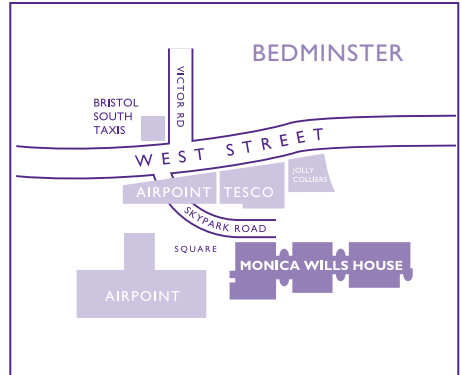 BEDMINSTER
VICTOR RD
BRISTOL
SOUTH
TAXIS
WEST STREET
JOLLY
COLLIERS
AIRPOINT
TESCO
SKYPARK ROAD
SQUARE
MONICA WILLS HOUSE
AIRPOINT